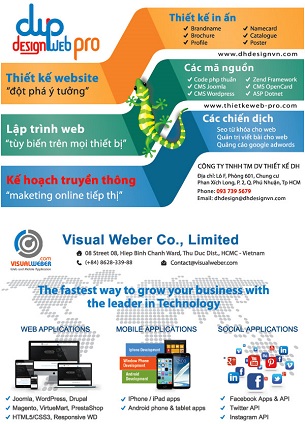 dvp
designweb pro
Thiết kế in ấn
Brandname
Brochure
Profile
Namecard
Catalogue
Poster
www.dhdesignvn.com
Thiết kế website
"đột phá ý tưởng"
Các mã nguồn
Code php thuần
CMS Joomla
CMS Wordpress
Zend Framework
CMS OpenCart
ASP Dotnet
www.thietkeweb-pro.com
Lập trình web
"tùy biến trên mọi thiết bị"
Các chiến dịch
Seo từ khóa cho web
Quản trị viết bài cho web
Quảng cáo google adwords
Kế hoạch truyền thông
"maketing online tiếp thị"
CÔNG TY TNHH TM DV THIẾT KẾ DH
Địa chỉ: Lô F, Phòng 601, Chung cư
Phan Xích Long, P. 2, Q. Phú Nhuận, Tp HCM
Phone: 093 739 5679
Email: dhdesign@dhdesignvn.com
VISUALWEBER
.com
Visual Weber Co., Limited
08 Street 08, Hiep Binh Chanh Ward, Thu Duc Dist., HCMC - Vietnam
(+84) 8628-339-88
Contact@visualweber.com
The fastest way to grow your business with
the leader in Technology
WEB APPLICATIONS
MOBILE APPLICATIONS
SOCIAL APPLICATIONS
Iphone Development
Windows Phone
Development
Android
Development
Joomla, WordPress, Drupal
Magento, VirtueMart, PrestaShop
HTML5/CSS3, Responsive WD
IPhone / iPad apps
Android phone & tablet apps
Facebook Apps & API
Twitter API
Instagram API